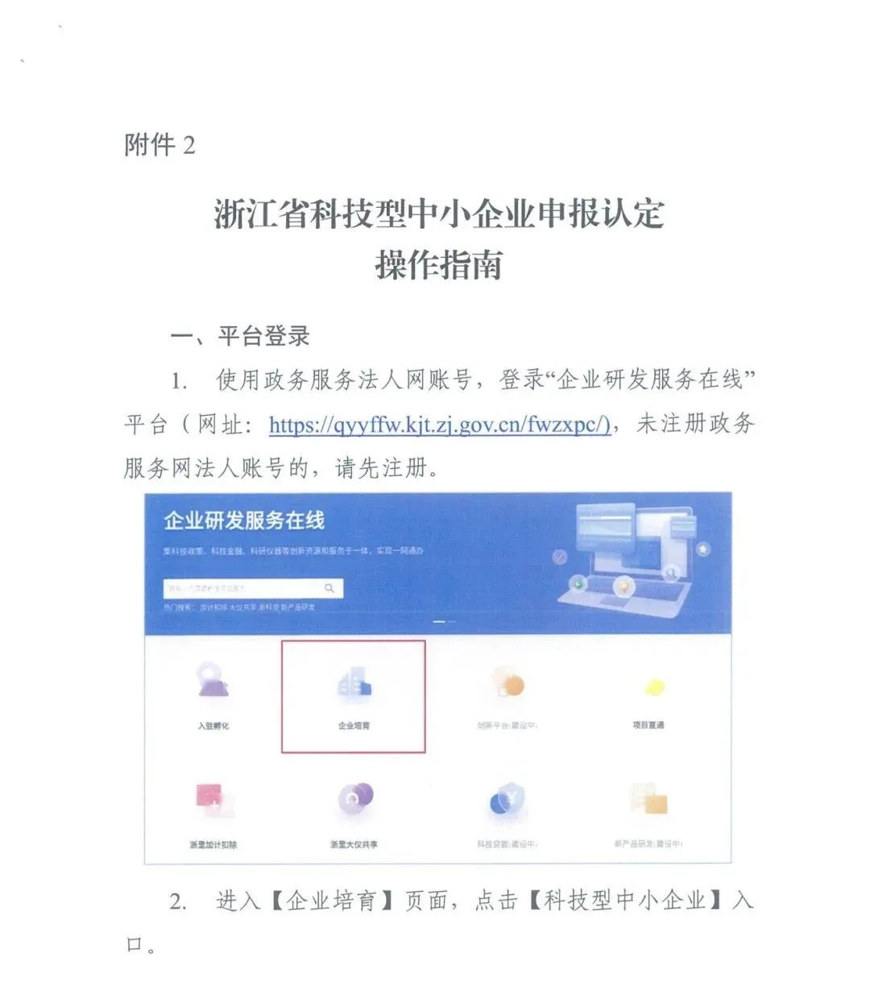 附件 2
浙江省科技型中小企业申报认定
操作指南
一、平台登录
1. 使用政务服务法人网账号，登录“企业研发服务在线”
平台（网址：https://qyyffw.kjt.zj.gov.cn/fwzxpc/)，未注册政务
服务网法人账号的，请先注册。
企业研发服务在线
集科技政策、科技金融、科研仪器等创新资源和服务于一体，实现一网通办
热门搜索： 加计扣除 大仪共享 浙科贷 新产品研发
入驻孵化 企业培育 创新平台(建设中) 项目直通
浙里加计扣除 浙里大仪共享 科技贷款(建设中) 新产品研发(建设中)
2. 进入【企业培育】页面，点击【科技型中小企业】入
口。